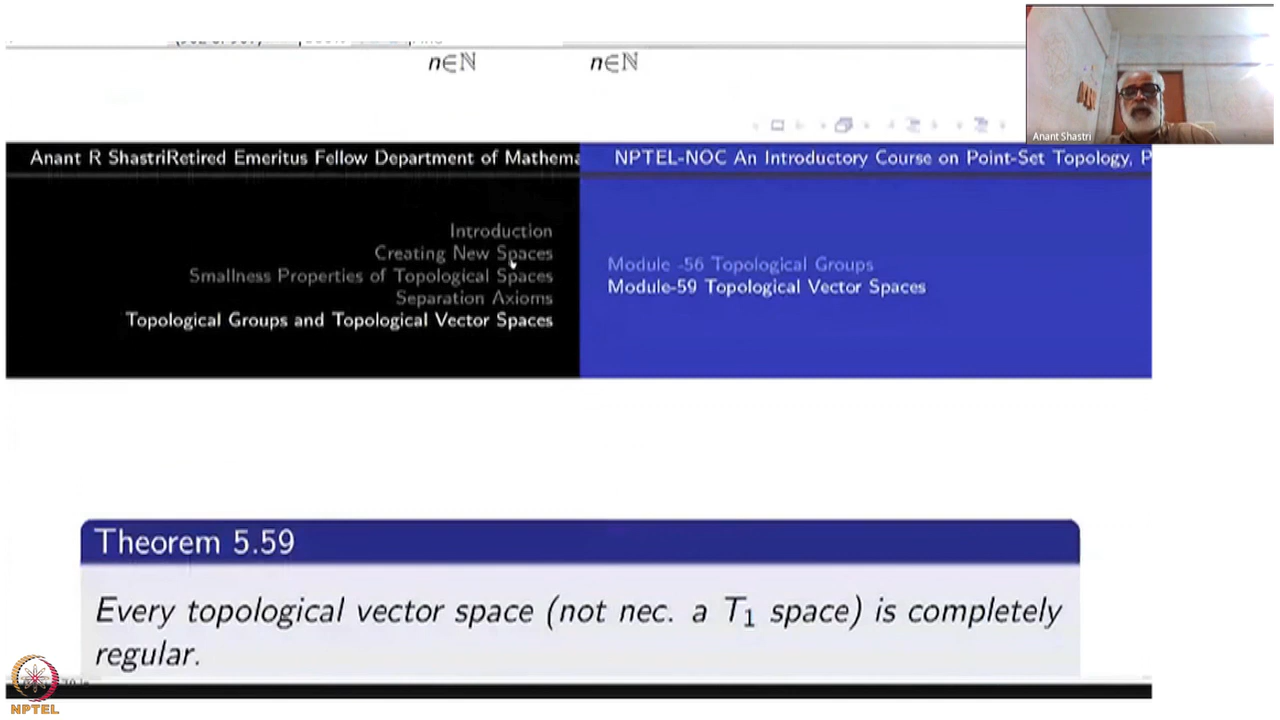 n∈ℕ n∈ℕ
Anant Shastri
Anant R ShastriRetired Emeritus Fellow Department of Mathema
NPTEL-NOC An Introductory Course on Point-Set Topology, P
Introduction
Creating New Spaces
Smallness Properties of Topological Spaces
Separation Axioms
Topological Groups and Topological Vector Spaces
Module -56 Topological Groups
Module-59 Topological Vector Spaces
Theorem 5.59
Every topological vector space (not nec. a T₁ space) is completely
regular.
NPTEL